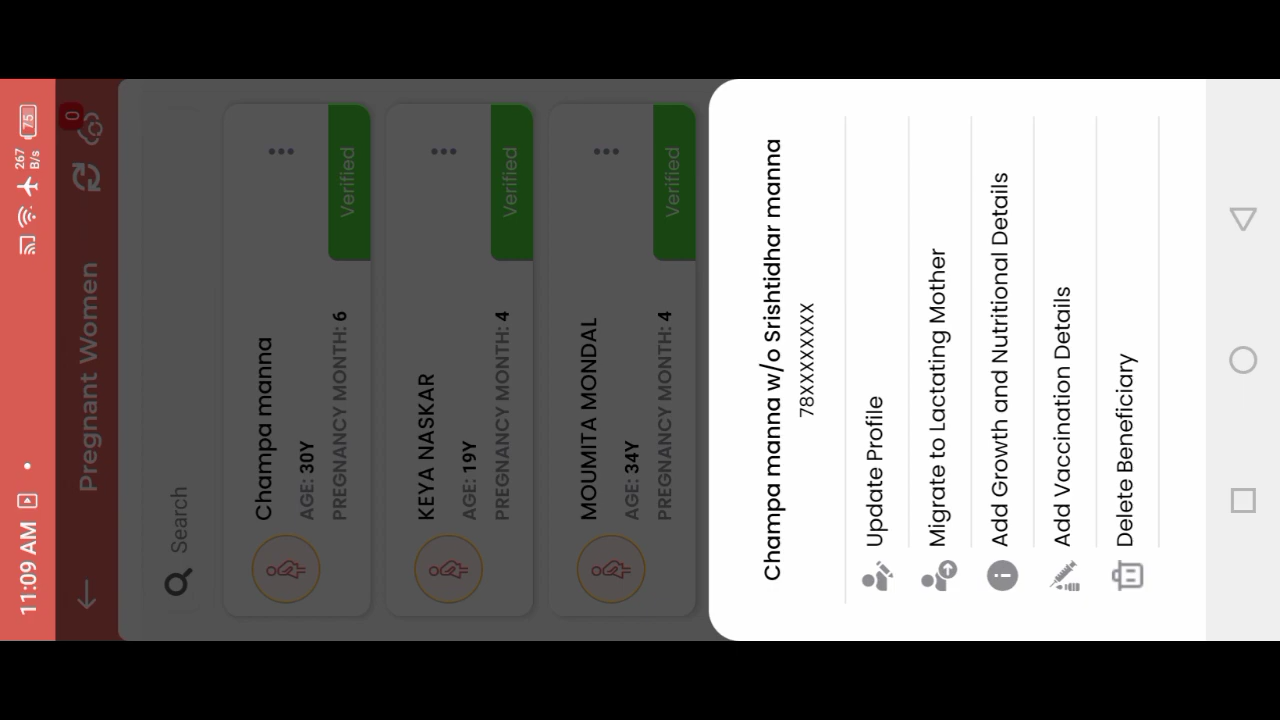 11:09 AM
267 B/s
75
Pregnant Women
0
Search
Champa manna
AGE: 30Y
PREGNANCY MONTH: 6
Verified
KEYA NASKAR
AGE: 19Y
PREGNANCY MONTH: 4
Verified
MOUMITA MONDAL
AGE: 34Y
PREGNANCY MONTH: 4
Verified
Champa manna w/o Srishtidhar manna
78XXXXXXXX
Update Profile
Migrate to Lactating Mother
Add Growth and Nutritional Details
Add Vaccination Details
Delete Beneficiary